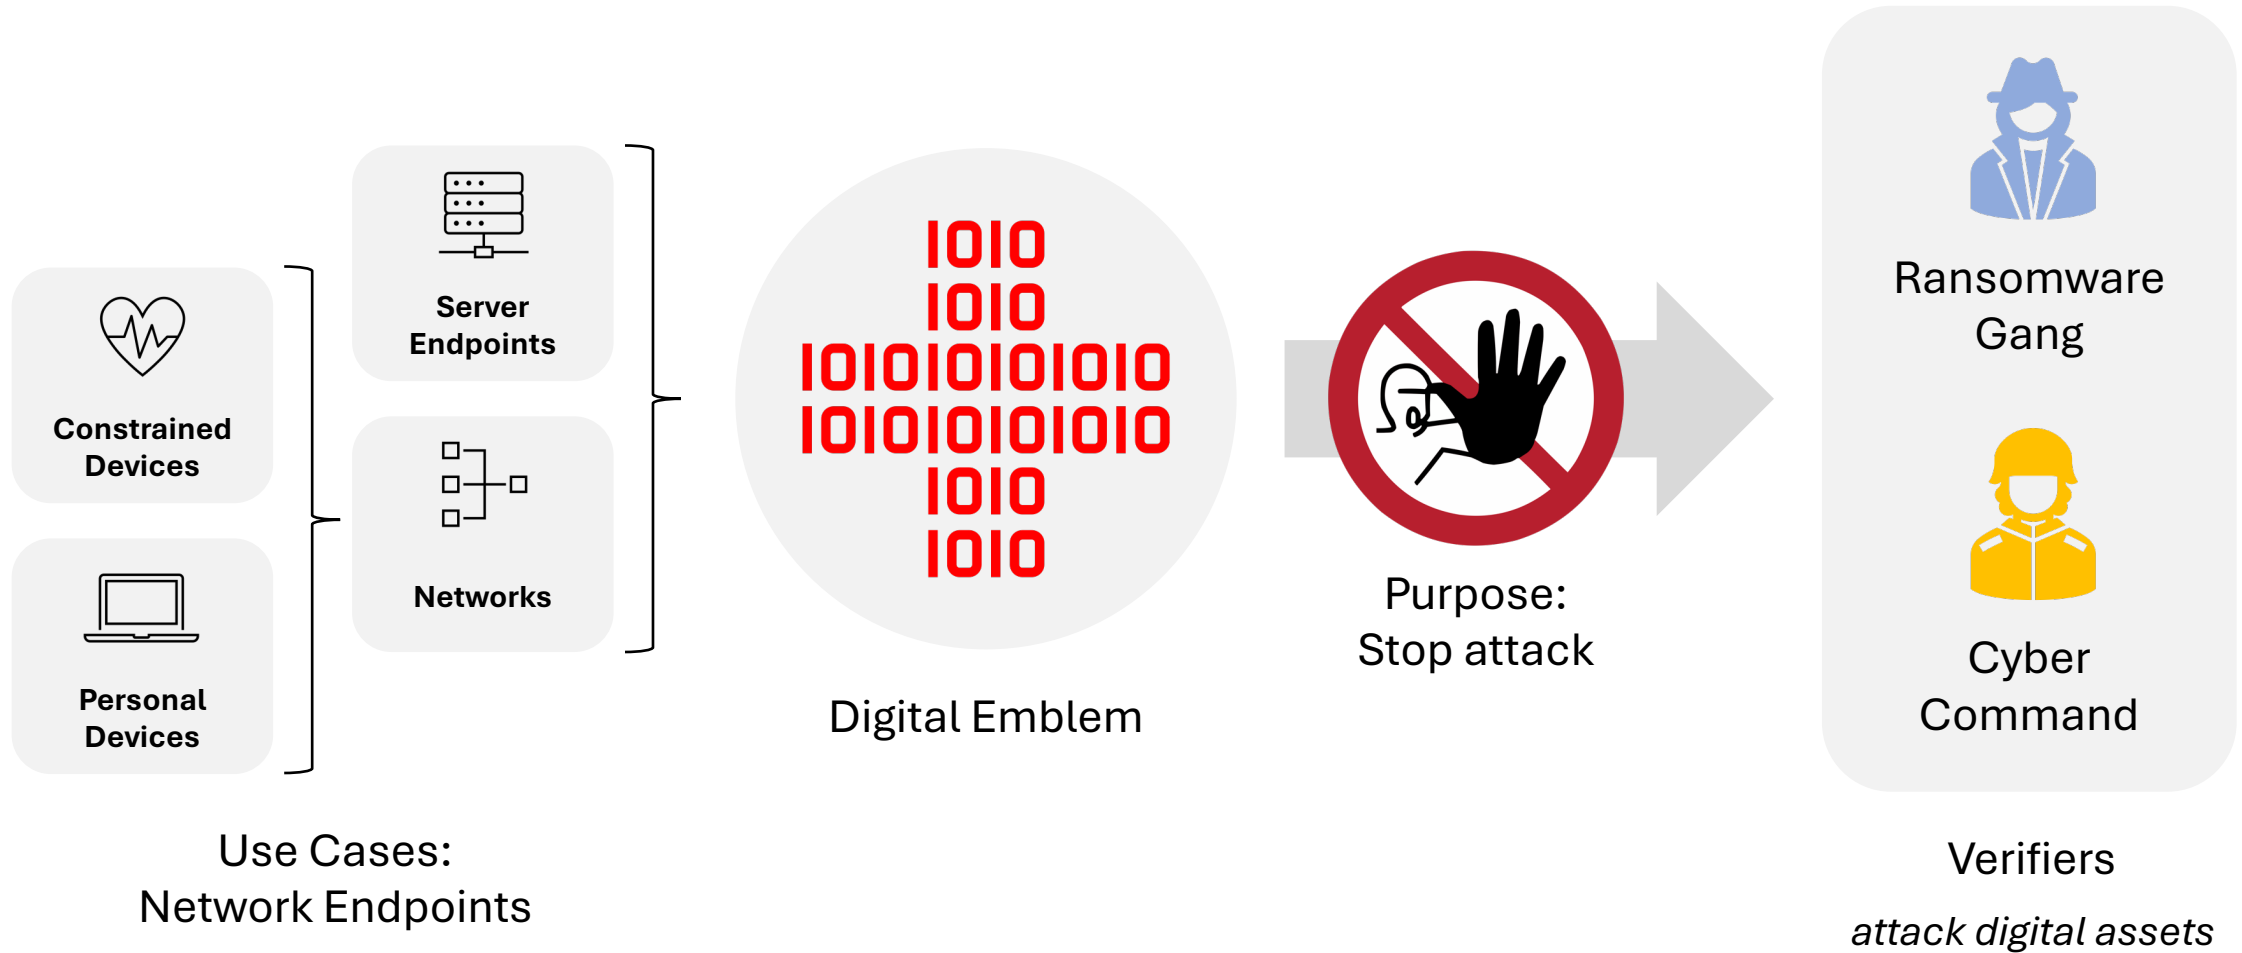 Constrained
Devices
Personal
Devices
Server
Endpoints
Networks
Use Cases:
Network Endpoints
1010
1010
101010101010
101010101010
1010
1010
Digital Emblem
Purpose:
Stop attack
Ransomware
Gang
Cyber
Command
Verifiers
attack digital assets